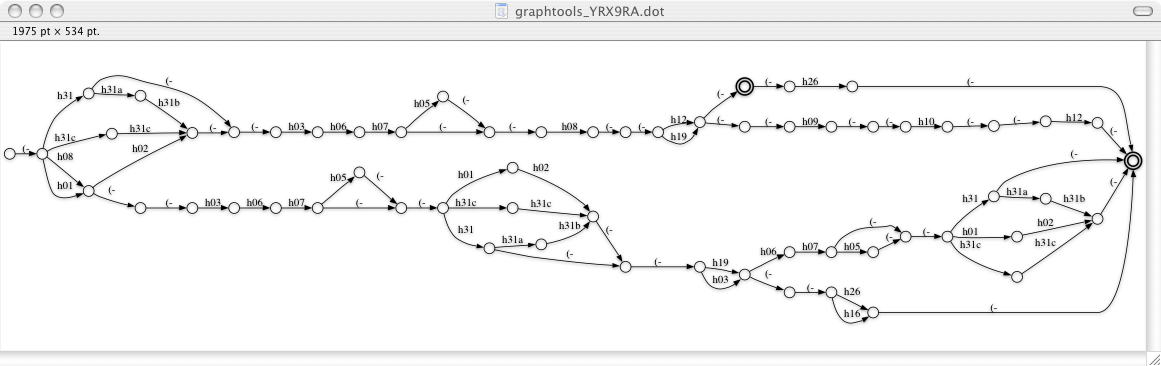 graphtools_YRX9RA.dot
1975 pt × 534 pt.
(- h26 (-
h31 h31a (- h31b
h05 (-
(- h12 (- h19
h31c h31c (- (- h03 h06 h07 (- (- h08 (- (- (- h09 (- (- h10 (- (- h12 (-
(- h08 h02
h01 (-
(- h03 h06 h07 h05 (- (- (-
h01 h02
h31c h31c
h31 h31a h31b (-
(- (-
h19 h03
h06 h07 (- h05 (- (-
h31 (- h31a h31b (-
h01 h02
h31c h31c
(- (- h26 h16 (-